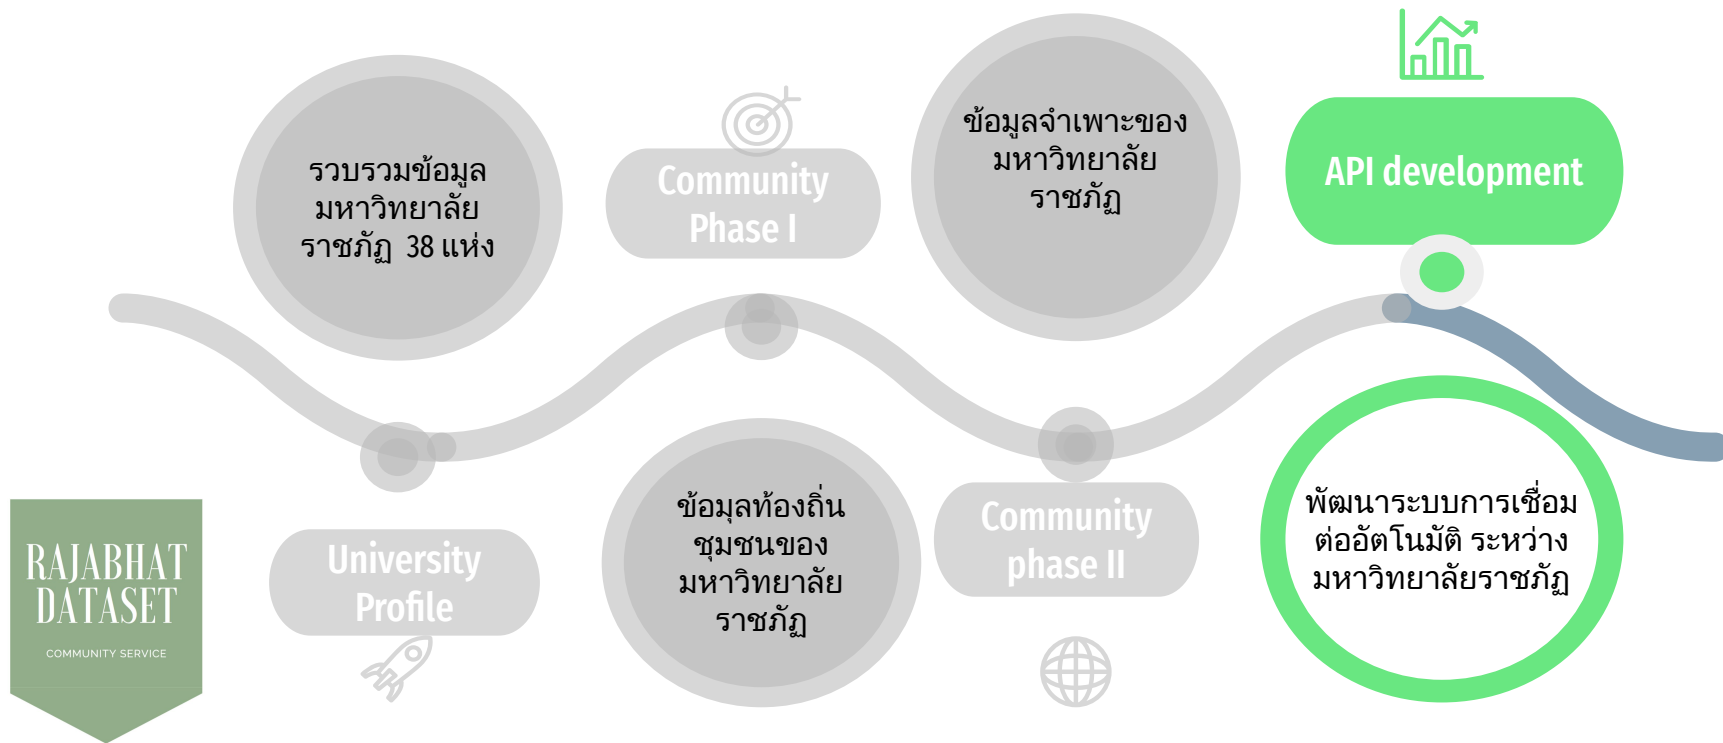 รวบรวมข้อมูล
มหาวิทยาลัย
ราชภัฏ 38 แห่ง
University
Profile
Community
Phase I
ข้อมุลท้องถิ่น
ชุมชนของ
มหาวิทยาลัย
ราชภัฏ
ข้อมูลจำเพาะของ
มหาวิทยาลัย
ราชภัฏ
Community
phase II
API development
พัฒนาระบบการเชื่อม
ต่ออัตโนมัติ ระหว่าง
มหาวิทยาลัยราชภัฏ
RAJABHAT
DATASET
COMMUNITY SERVICE